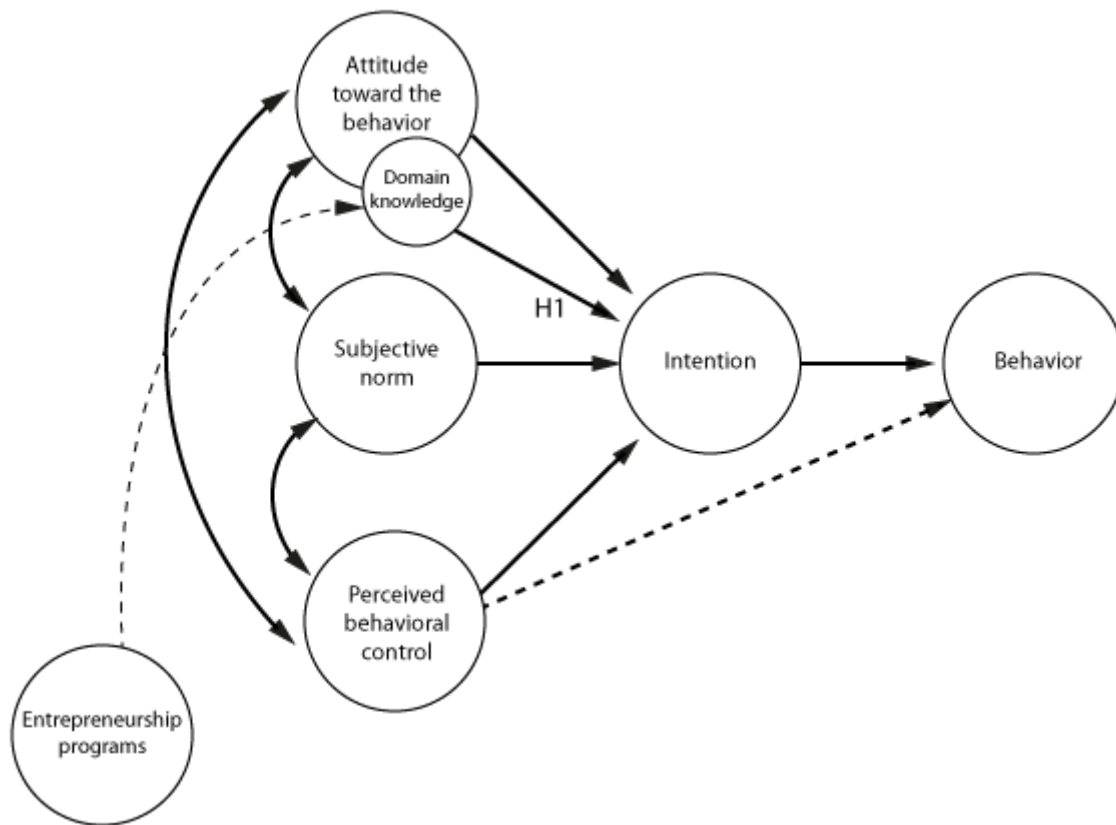 Attitude
toward the
behavior
Domain
knowledge
H1
Subjective
norm
Intention
Behavior
Perceived
behavioral
control
Entrepreneurship
programs